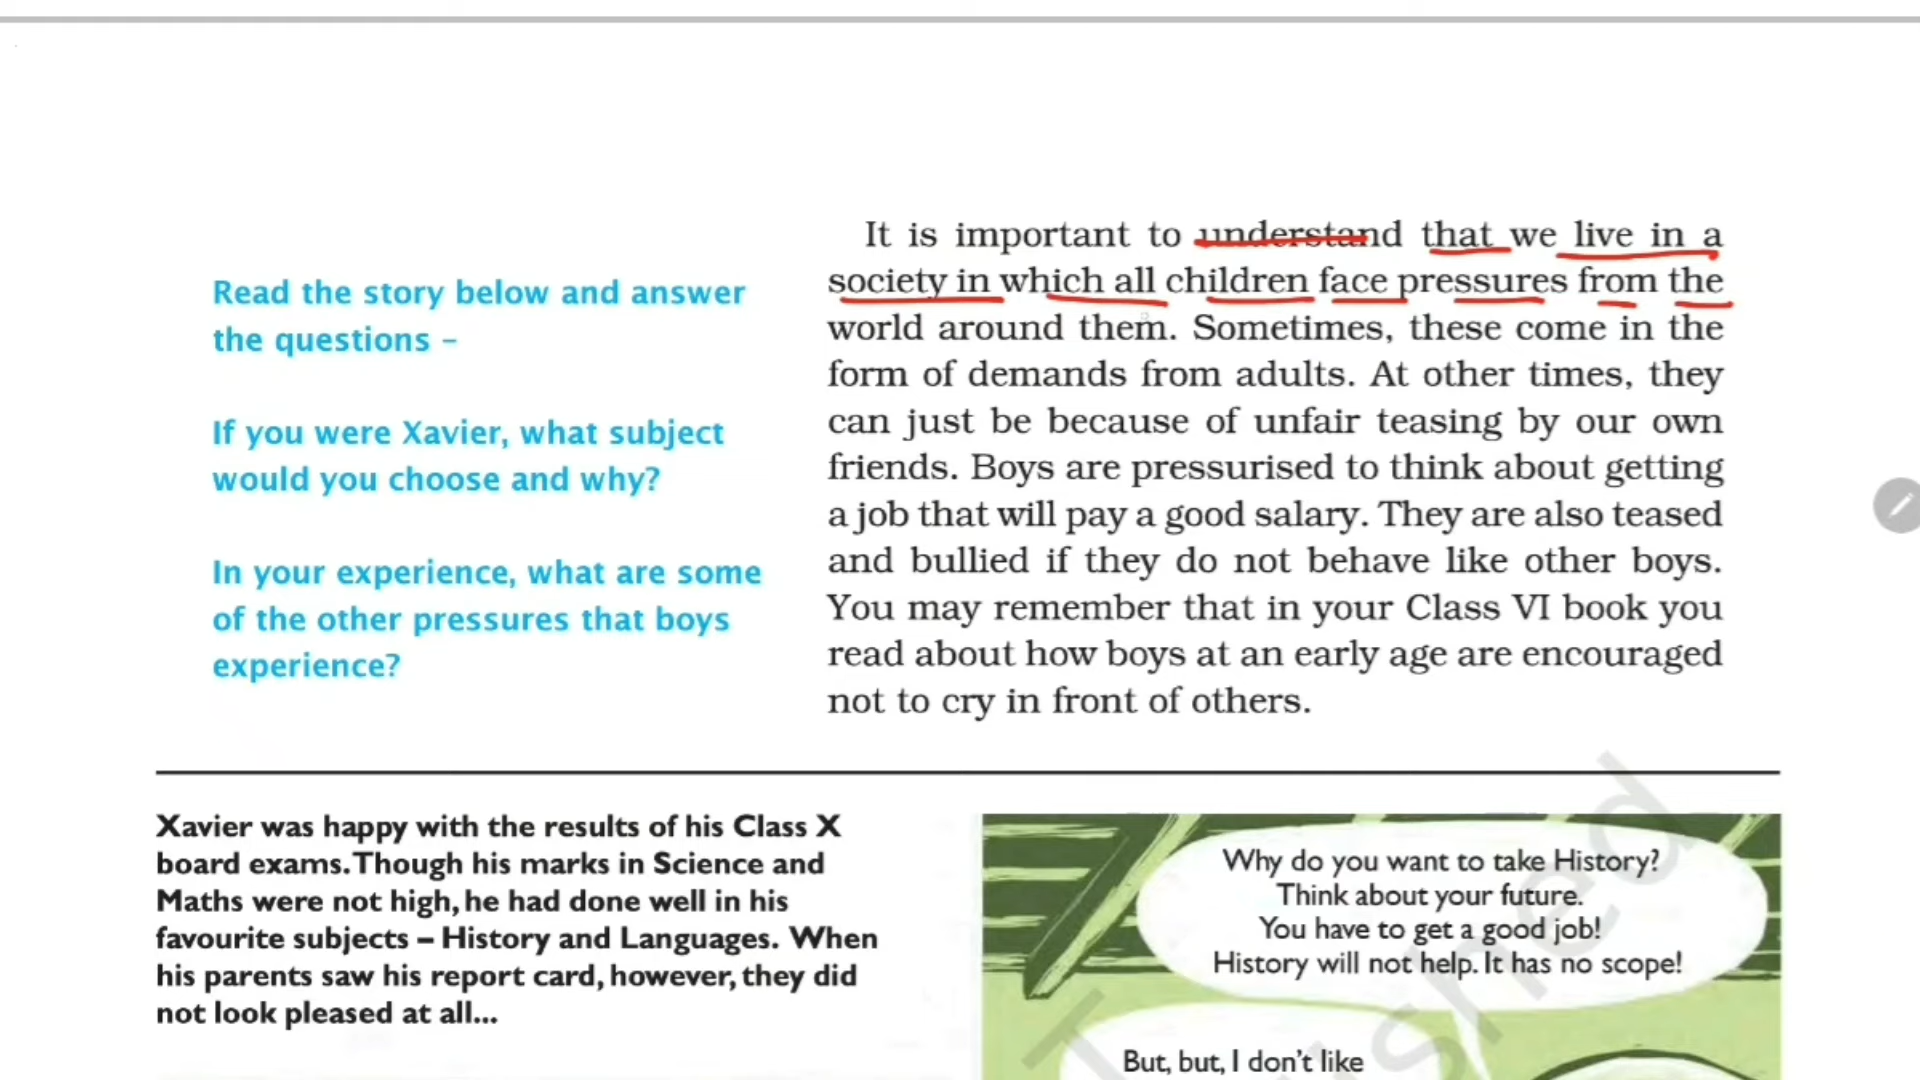 Read the story below and answer
the questions –
If you were Xavier, what subject
would you choose and why?
In your experience, what are some
of the other pressures that boys
experience?
It is important to understand that we live in a
society in which all children face pressures from the
world around them. Sometimes, these come in the
form of demands from adults. At other times, they
can just be because of unfair teasing by our own
friends. Boys are pressurised to think about getting
a job that will pay a good salary. They are also teased
and bullied if they do not behave like other boys.
You may remember that in your Class VI book you
read about how boys at an early age are encouraged
not to cry in front of others.
Xavier was happy with the results of his Class X
board exams. Though his marks in Science and
Maths were not high, he had done well in his
favourite subjects – History and Languages. When
his parents saw his report card, however, they did
not look pleased at all...
Why do you want to take History?
Think about your future.
You have to get a good job!
History will not help. It has no scope!
But, but, I don't like